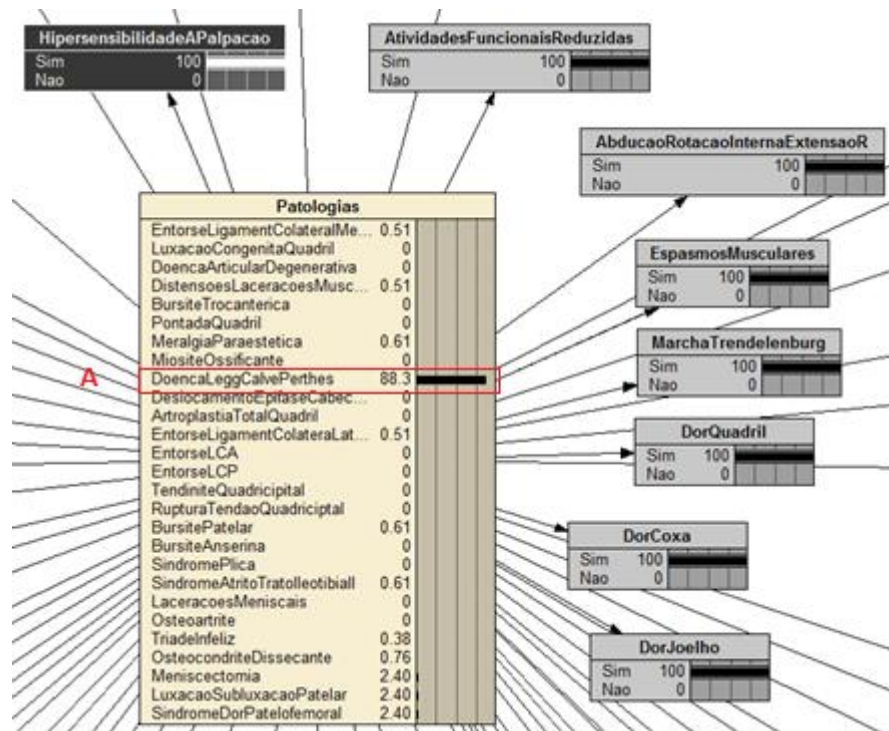 HipersensibilidadeAPalpacao
Sim 100
Nao 0
AtividadesFuncionaisReduzidas
Sim 100
Nao 0
AbducaoRotacaoInternaExtensaoR
Sim 100
Nao 0
Patologias
EntorseLigamentColateralMe... 0.51
LuxacaoCongenitaQuadril 0
DoencaArticularDegenerativa 0
DistensoesLaceracoesMusc... 0.51
BursiteTrocanterica 0
PontadaQuadril 0
MeralgiaParaestetica 0.61
MiositeOssificante 0
A
DoencaLeggCalvePerthes 88.3
DeslocamentoEpifaseCabec... 0
ArtroplastiaTotalQuadril 0
EntorseLigamentColateraLat... 0.51
EntorseLCA 0
EntorseLCP 0
TendiniteQuadricipital 0
RupturaTendaoQuadriciptal 0
BursitePatelar 0.61
BursiteAnserina 0
SindromePlica 0
SindromeAtritoTratoIleotibiall 0.61
LaceracoesMeniscais 0
Osteoartrite 0
TriadeInfeliz 0.38
OsteocondriteDissecante 0.76
Meniscectomia 2.40
LuxacaoSubluxacaoPatelar 2.40
SindromeDorPatelofemoral 2.40
EspasmosMusculares
Sim 100
Nao 0
MarchaTrendelenburg
Sim 100
Nao 0
DorQuadril
Sim 100
Nao 0
DorCoxa
Sim 100
Nao 0
DorJoelho
Sim 100
Nao 0